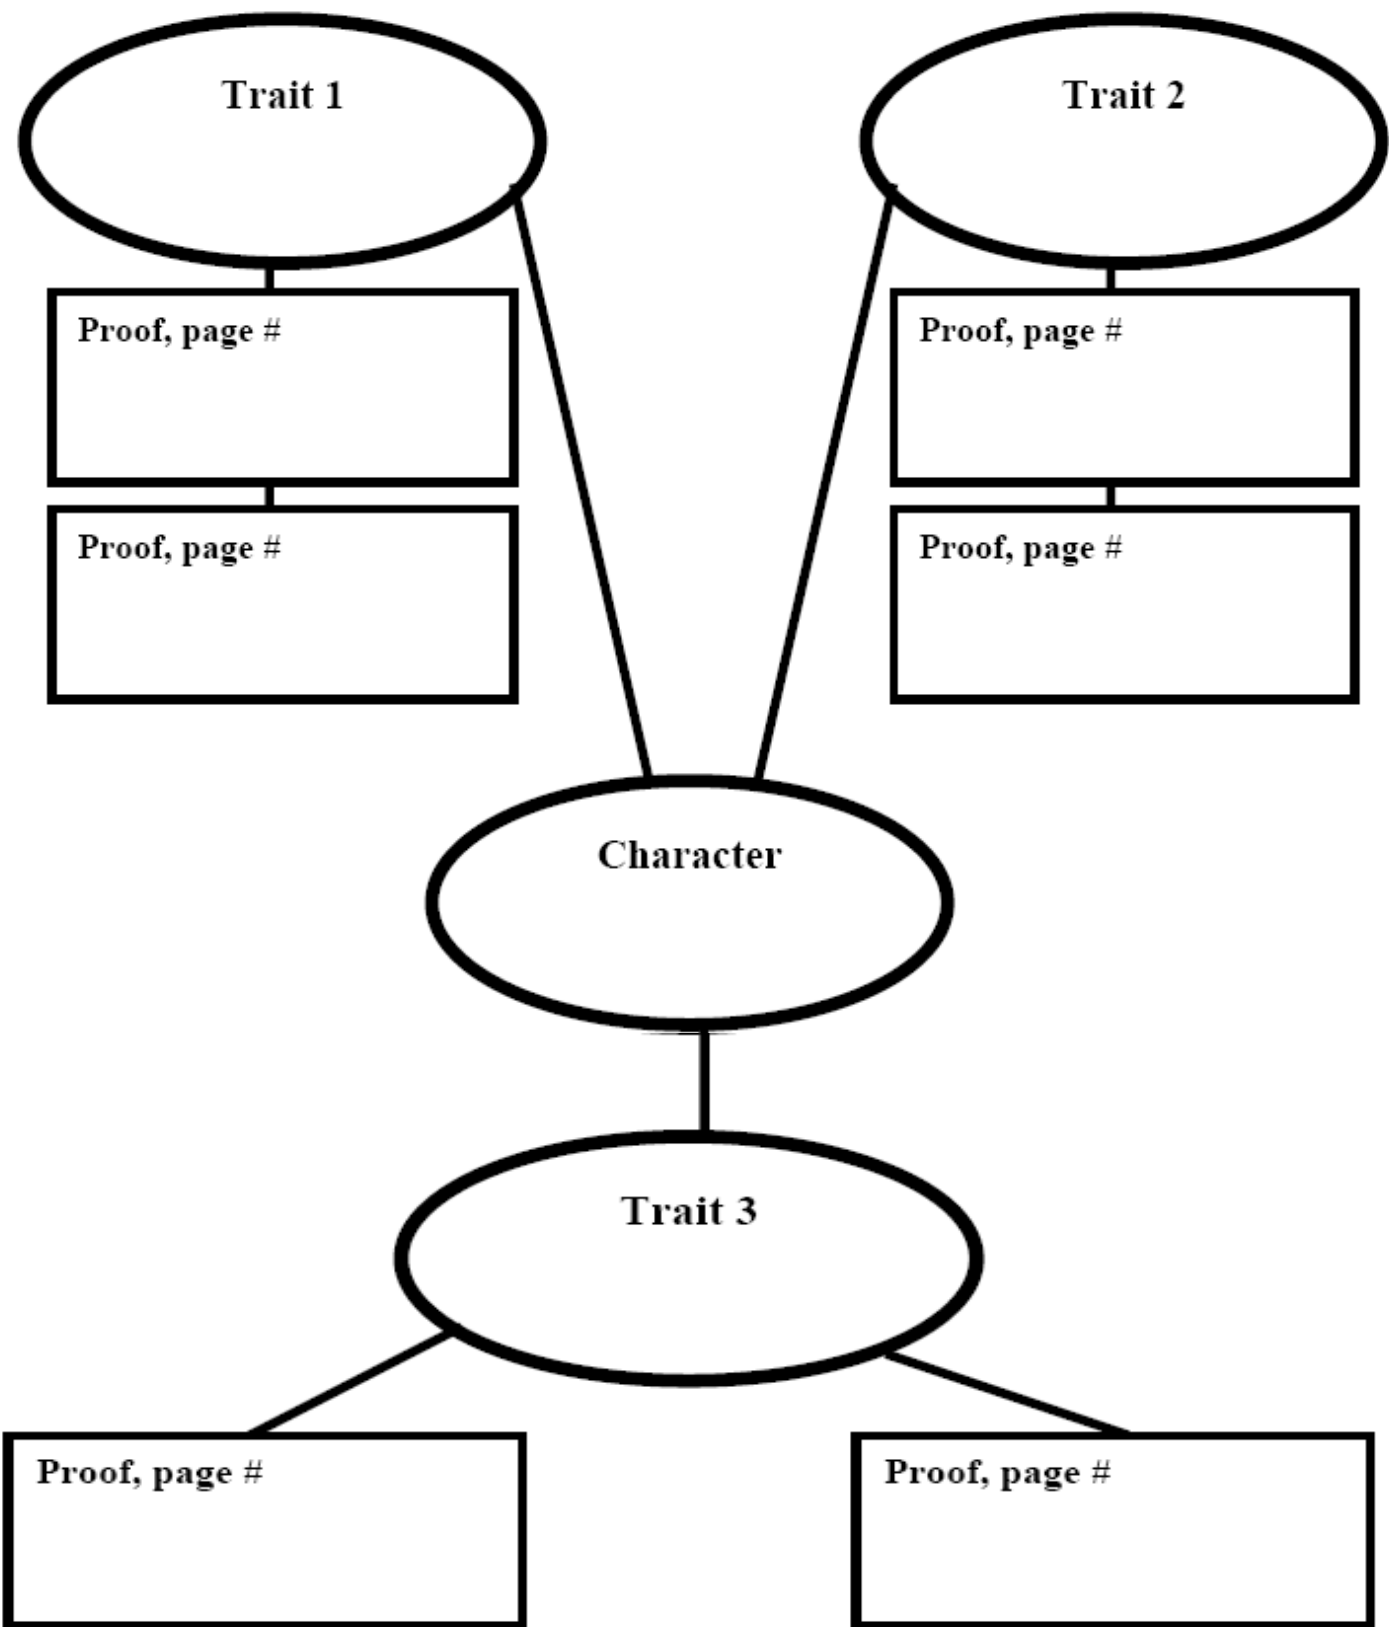 Trait 1
Trait 2
Proof, page #
Proof, page #
Proof, page #
Proof, page #
Character
Trait 3
Proof, page #
Proof, page #